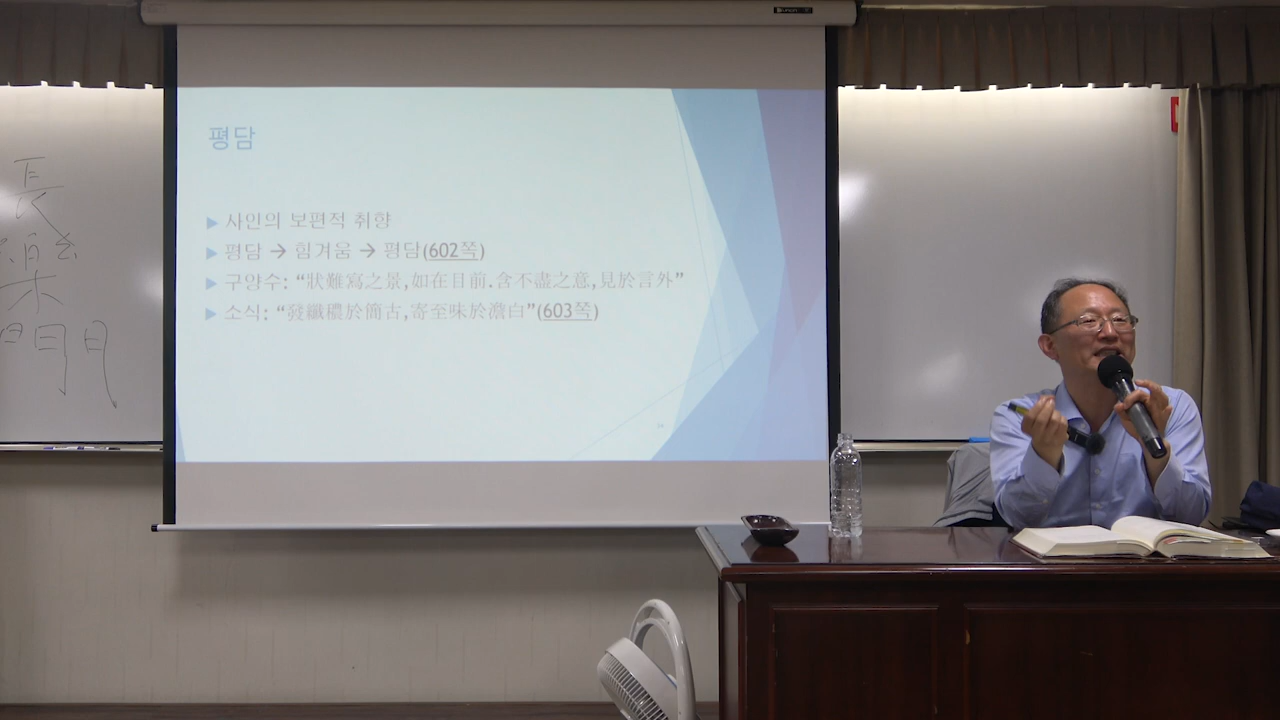 長
樂
門
평담
▶ 사인의 보편적 취향
▶ 평담 → 힘겨움 → 평담(602쪽)
▶ 구양수: “狀難寫之景,如在目前.含不盡之意,見於言外”
▶ 소식: “發纖穠於簡古,寄至味於澹白”(603쪽)